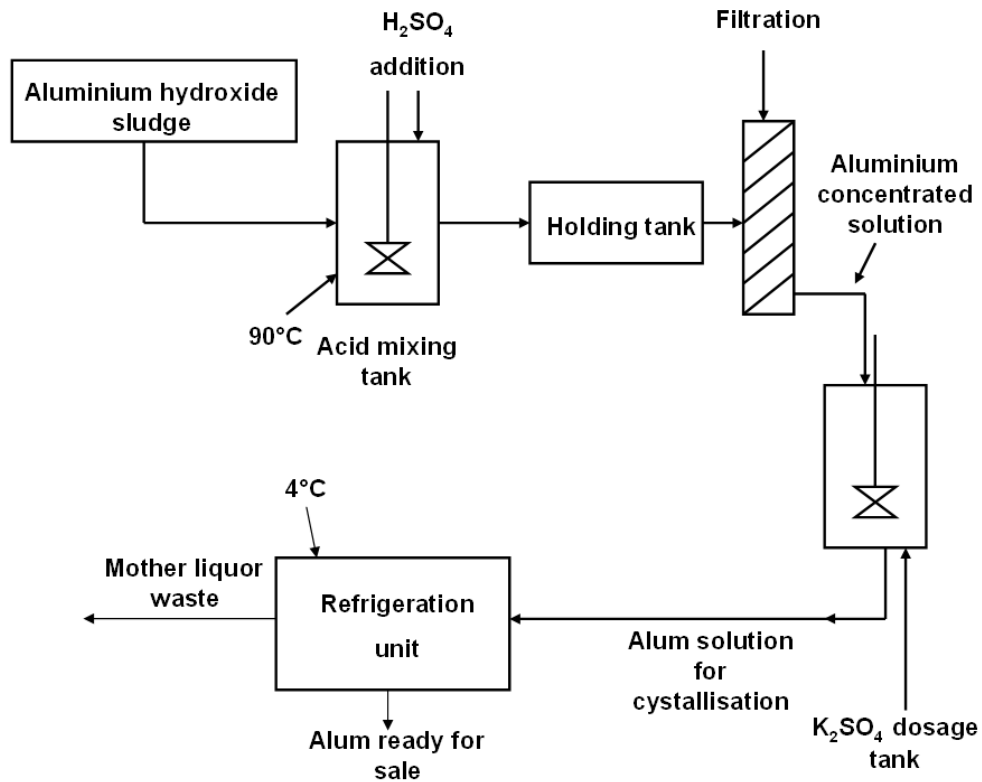 H₂SO₄
addition
Filtration
Aluminium hydroxide
sludge
Aluminium
concentrated
solution
Holding tank
90°C
Acid mixing
tank
4°C
Mother liquor
waste
Refrigeration
unit
Alum solution
for
cystallisation
K₂SO₄ dosage
tank
Alum ready for
sale